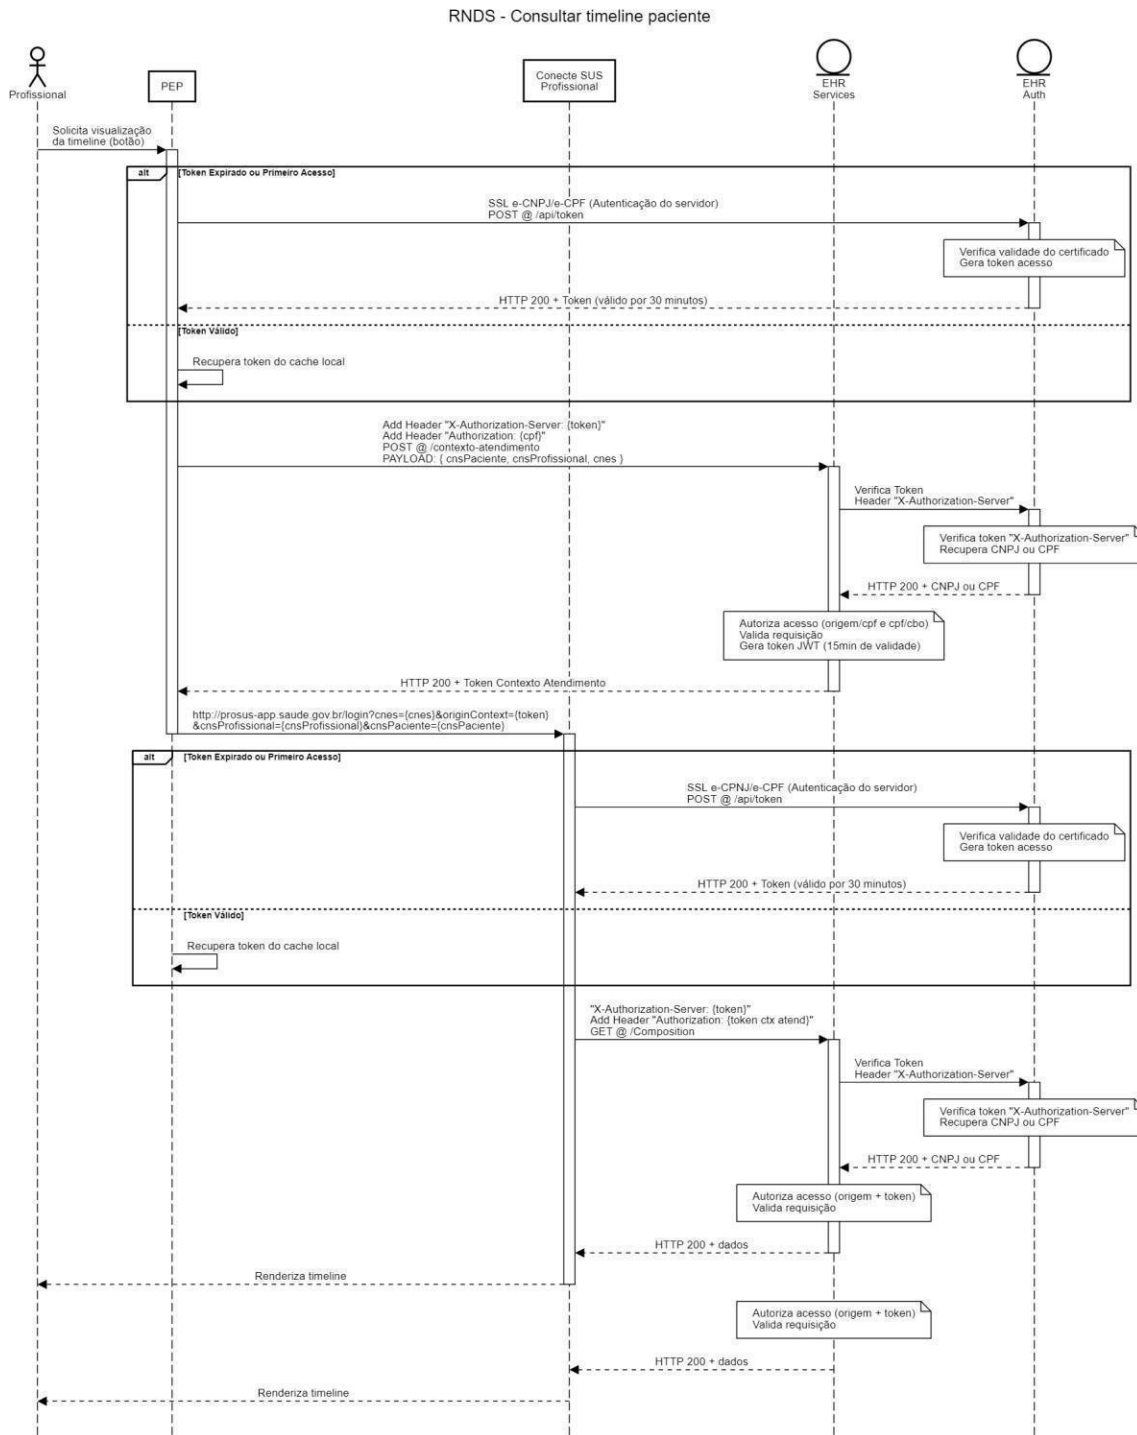 RNDS - Consultar timeline paciente
Profissional
PEP
Conecte SUS
Profissional
EHR
Services
EHR
Auth
Solicita visualização
da timeline (botão)
alt
[Token Expirado ou Primeiro Acesso]
SSL e-CNPJ/e-CPF (Autenticação do servidor)
POST @ /api/token
Verifica validade do certificado
Gera token acesso
HTTP 200 + Token (válido por 30 minutos)
[Token Válido]
Recupera token do cache local
Add Header "X-Authorization-Server: {token}"
Add Header "Authorization: {cpf}"
POST @ /contexto-atendimento
PAYLOAD: { cnsPaciente, cnsProfissional, cnes }
Verifica Token
Header "X-Authorization-Server"
Verifica token "X-Authorization-Server"
Recupera CNPJ ou CPF
HTTP 200 + CNPJ ou CPF
Autoriza acesso (origem/cpf e cpf/cbo)
Valida requisição
Gera token JWT (15min de validade)
HTTP 200 + Token Contexto Atendimento
http://prosus-app.saude.gov.br/login?cnes={cnes}&originContext={token}
&cnsProfissional={cnsProfissional}&cnsPaciente={cnsPaciente}
alt
[Token Expirado ou Primeiro Acesso]
SSL e-CPNJ/e-CPF (Autenticação do servidor)
POST @ /api/token
Verifica validade do certificado
Gera token acesso
HTTP 200 + Token (válido por 30 minutos)
[Token Válido]
Recupera token do cache local
"X-Authorization-Server: {token}"
Add Header "Authorization: {token ctx atend}"
GET @ /Composition
Verifica Token
Header "X-Authorization-Server"
Verifica token "X-Authorization-Server"
Recupera CNPJ ou CPF
HTTP 200 + CNPJ ou CPF
Autoriza acesso (origem + token)
Valida requisição
HTTP 200 + dados
Renderiza timeline
Autoriza acesso (origem + token)
Valida requisição
HTTP 200 + dados
Renderiza timeline